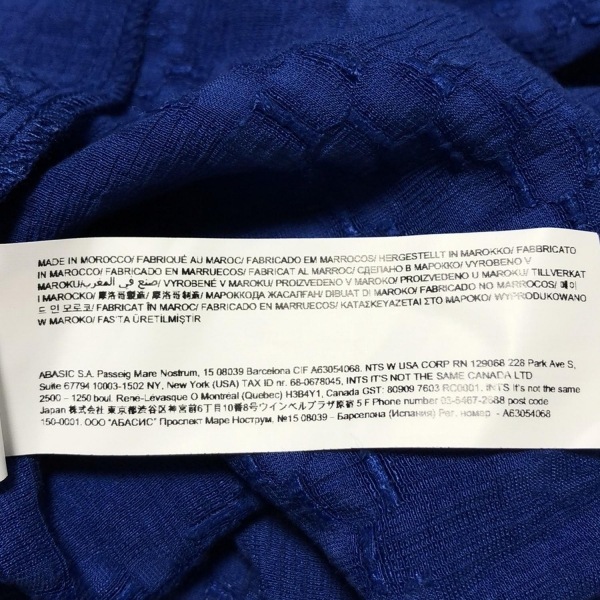 MADE IN MOROCCO/ FABRIQUÉ AU MAROC/ FABRICADO EM MARROCOS/ HERGESTELLT IN MAROKKO/ FABBRICATO
IN MAROCCO/ FABRICADO EN MARRUECOS/ FABRICAT AL MARROC/ СДЕЛАНО В МАРОККО/ VYROBENO V
MAROKU/ صنع في المغرب/ VYROBENÉ V MAROKU/ PROIZVEDENO V MAROKU/ PROIZVEDENO U MAROKU/ TILLVERKAT
I MAROCKO/ 摩洛哥製造/ 摩洛哥制造/ МАРОККОДА ЖАСАЛҒАН/ DIBUAT DI MAROKO/ GEPRODUCEERD IN MAROCCO/ 메이
드 인 모로코/ FABRICAT ÎN MAROC/ FABRICADO EN MARRUECOS/ ΚΑΤΑΣΚΕΥΑΖΕΤΑΙ ΣΤΟ ΜΑΡΟΚΟ/ WYPRODUKOWANO
W MAROKO/ FAS'TA ÜRETİLMİŞTİR
ABASIC S.A. Passeig Mare Nostrum, 15 08039 Barcelona CIF A63054068. NTS W USA CORP RN 129068 228 Park Ave S,
Suite 67794 10003-1502 NY, New York (USA) TAX ID nr. 68-0678045, INTS IT'S NOT THE SAME CANADA LTD
2500 - 1250 boul. René-Lévasque O Montréal (Quebec) H3B4Y1, Canada GST: 80909 7603 RC0001. INTS It's not the same
Japan 株式会社 東京都渋谷区神宮前6丁目10番8号ウインベルプラザ原宿 5 F Phone number 03-6467-2688 post code
150-0001. ООО "АБАСИС" Проспект Маре Нострум, №15 08039 - Барселона (Испания) Рег. номер - A63054068